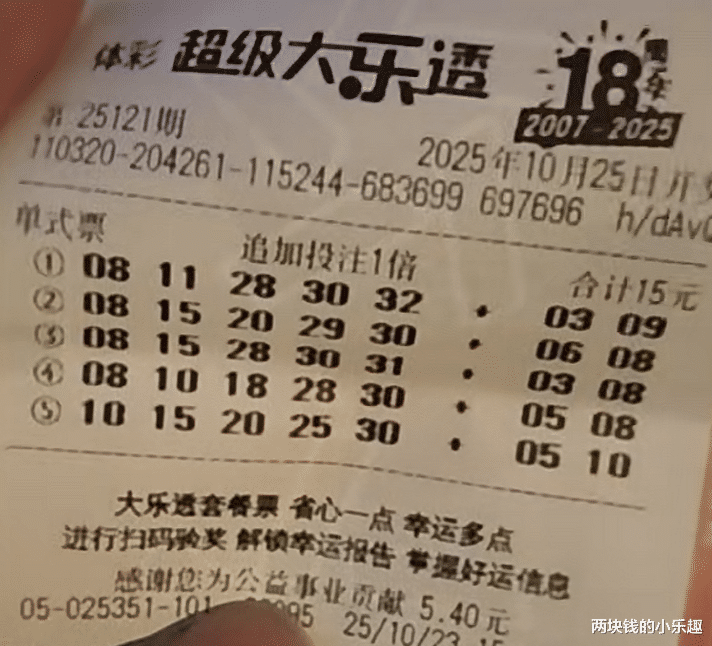 体彩 超级大乐透 18周年
2007-2025
第 25121期 2025年10月25日开
110320-204261-115244-683699 697696 h/dAv
单式票 追加投注1倍 合计15元
① 08 11 28 30 32 + 03 09
② 08 15 20 29 30 + 06 08
③ 08 15 28 30 31 + 03 08
④ 08 10 18 28 30 + 05 08
⑤ 10 15 20 25 30 + 05 10
大乐透套餐票 省心一点 幸运多点
进行扫码验奖 解锁幸运报告 掌握好运信息
感谢您为公益事业贡献 5.40元
05-025351-101 25/10/23
两块钱的小乐趣